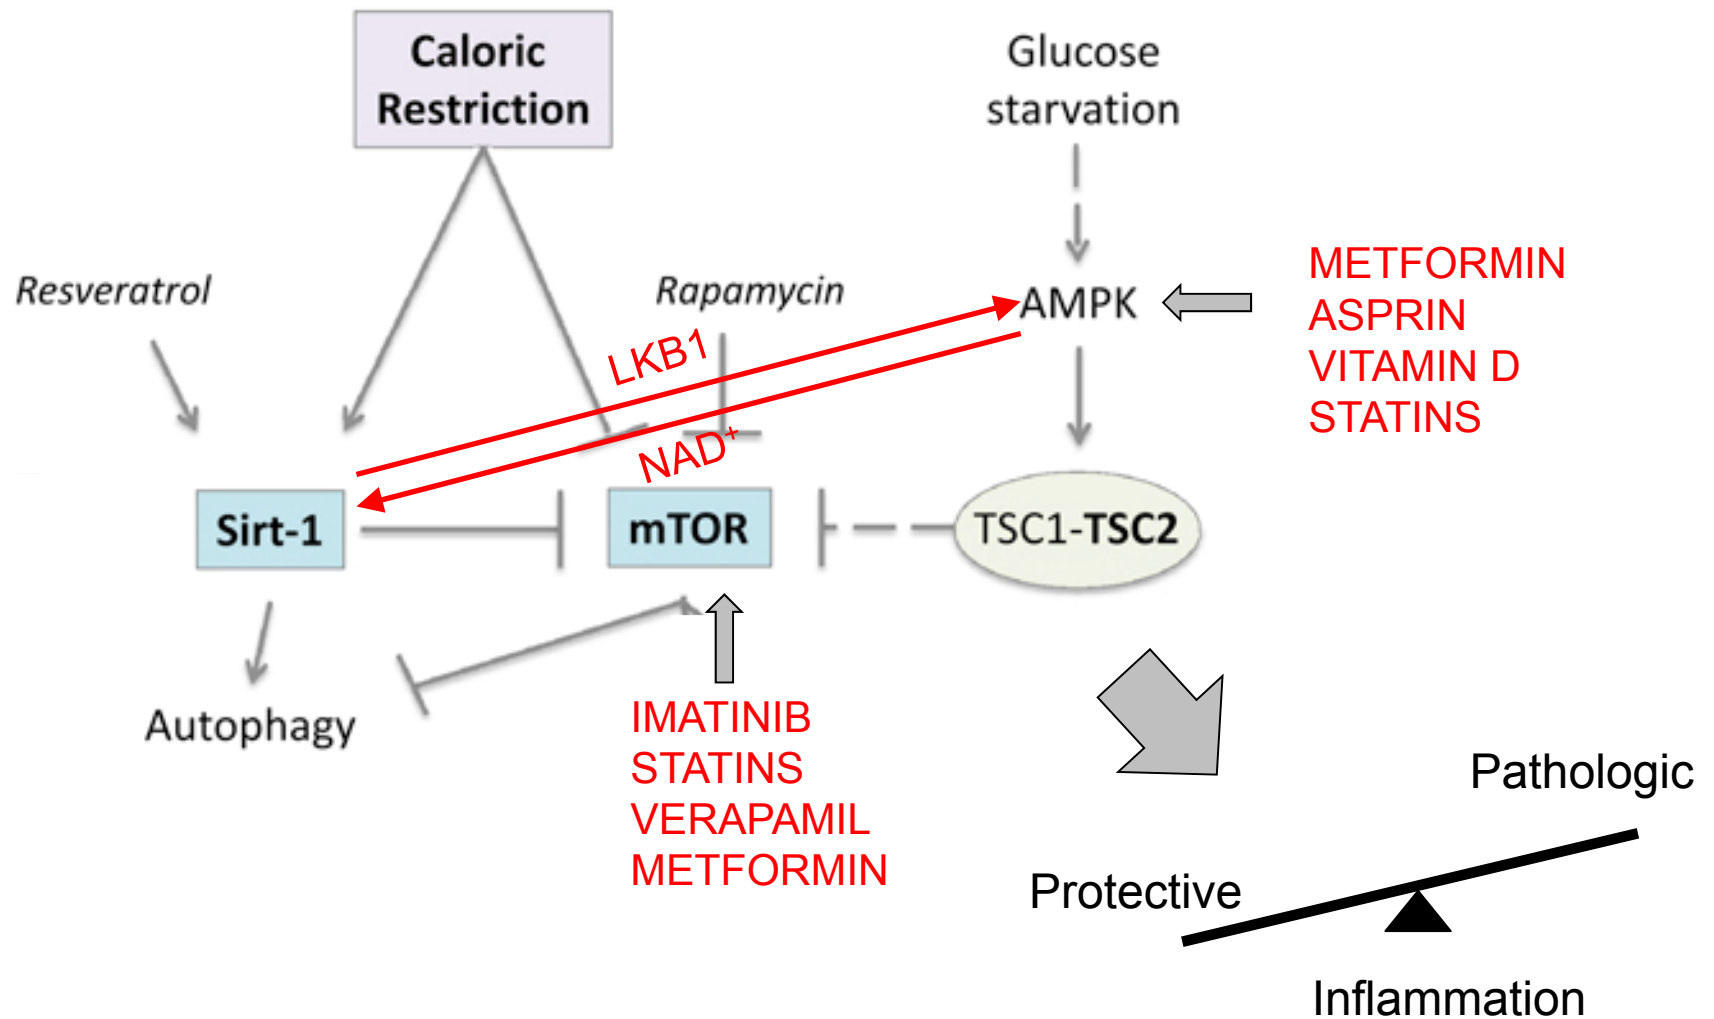 Caloric
Restriction
Glucose
starvation
Resveratrol
Rapamycin
AMPK
METFORMIN
ASPRIN
VITAMIN D
STATINS
LKB1
NAD⁺
Sirt-1
mTOR
TSC1-TSC2
Autophagy
IMATINIB
STATINS
VERAPAMIL
METFORMIN
Pathologic
Protective
Inflammation